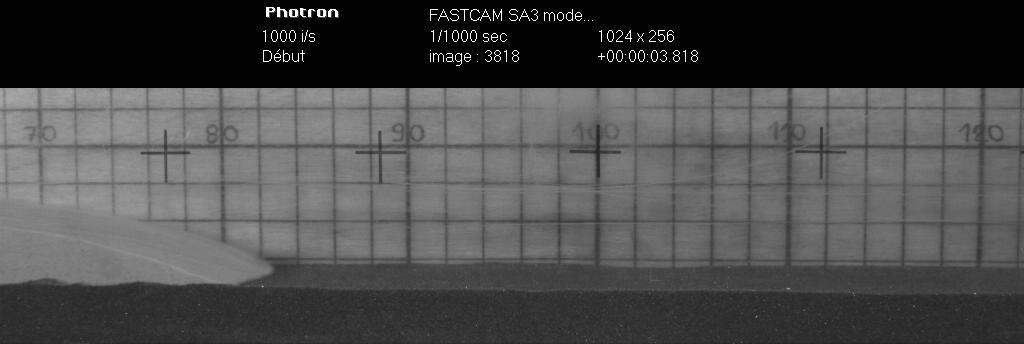 Photron FASTCAM SA3 mode...
1000 i/s 1/1000 sec 1024 x 256
Début image : 3818 +00:00:03.818
70 80 90 100 110 120